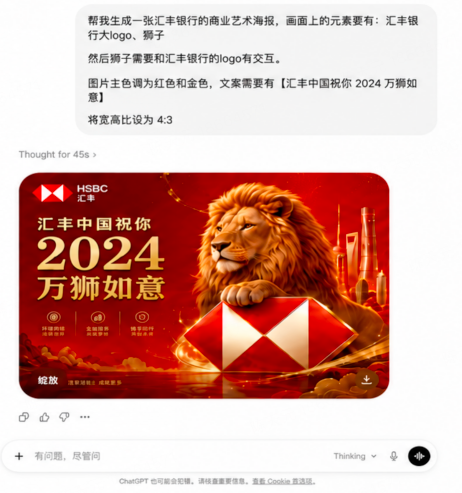 帮我生成一张汇丰银行的商业艺术海报，画面上的元素要有：汇丰银
行大logo、狮子
然后狮子需要和汇丰银行的logo有交互。
图片主色调为红色和金色，文案需要有【汇丰中国祝你 2024 万狮如
意】
将宽高比设为 4:3
Thought for 45s >
HSBC
汇丰
汇丰中国祝你
2024
万狮如意
绽放
有问题，尽管问
Thinking
ChatGPT 也可能会犯错。请核查重要信息。查看 Cookie 首选项。